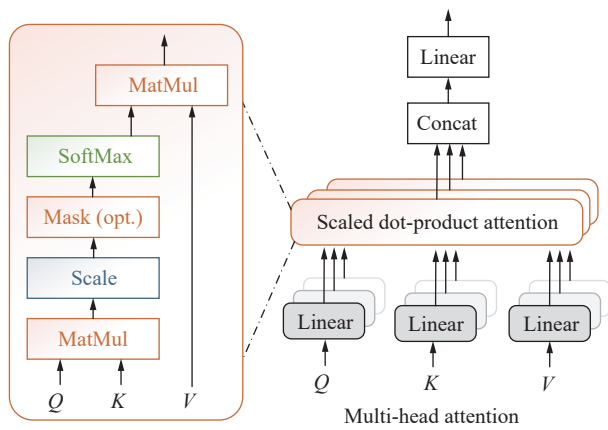 MatMul
SoftMax
Mask (opt.)
Scale
MatMul
Q K V
Linear
Concat
Scaled dot-product attention
Linear Linear Linear
Q K V
Multi-head attention